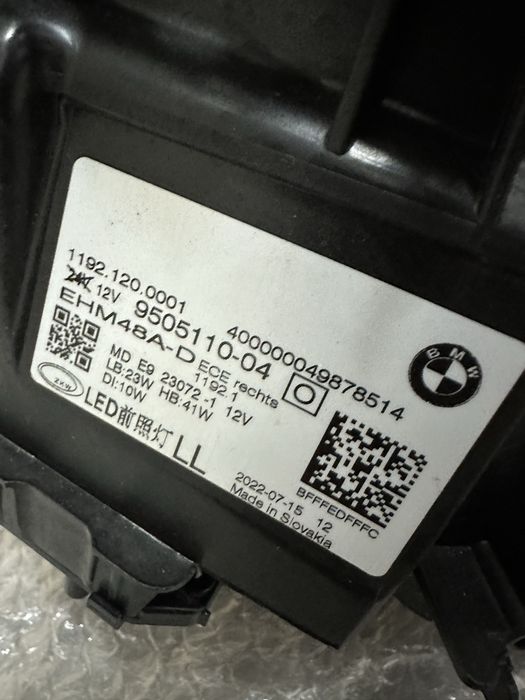 1192.120.0001
24V 12V
9505110-04
400000049878514
EHM48A-D
ECE rechts
1192.1
MD E9 23072-1 12V
LB:23W HB:41W
DI:10W
ZKW
LED前照灯 LL
BMW
BFFFEDFFFC
2022-07-15 12
Made in Slovakia